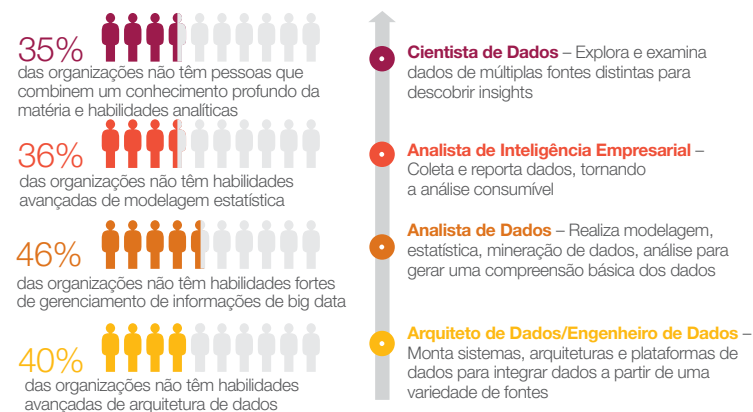 35%
das organizações não têm pessoas que
combinem um conhecimento profundo da
matéria e habilidades analíticas
36%
das organizações não têm habilidades
avançadas de modelagem estatística
46%
das organizações não têm habilidades fortes
de gerenciamento de informações de big data
40%
das organizações não têm habilidades
avançadas de arquitetura de dados
Cientista de Dados – Explora e examina
dados de múltiplas fontes distintas para
descobrir insights
Analista de Inteligência Empresarial –
Coleta e reporta dados, tornando
a análise consumível
Analista de Dados – Realiza modelagem,
estatística, mineração de dados, análise para
gerar uma compreensão básica dos dados
Arquiteto de Dados/Engenheiro de Dados –
Monta sistemas, arquiteturas e plataformas de
dados para integrar dados a partir de uma
variedade de fontes